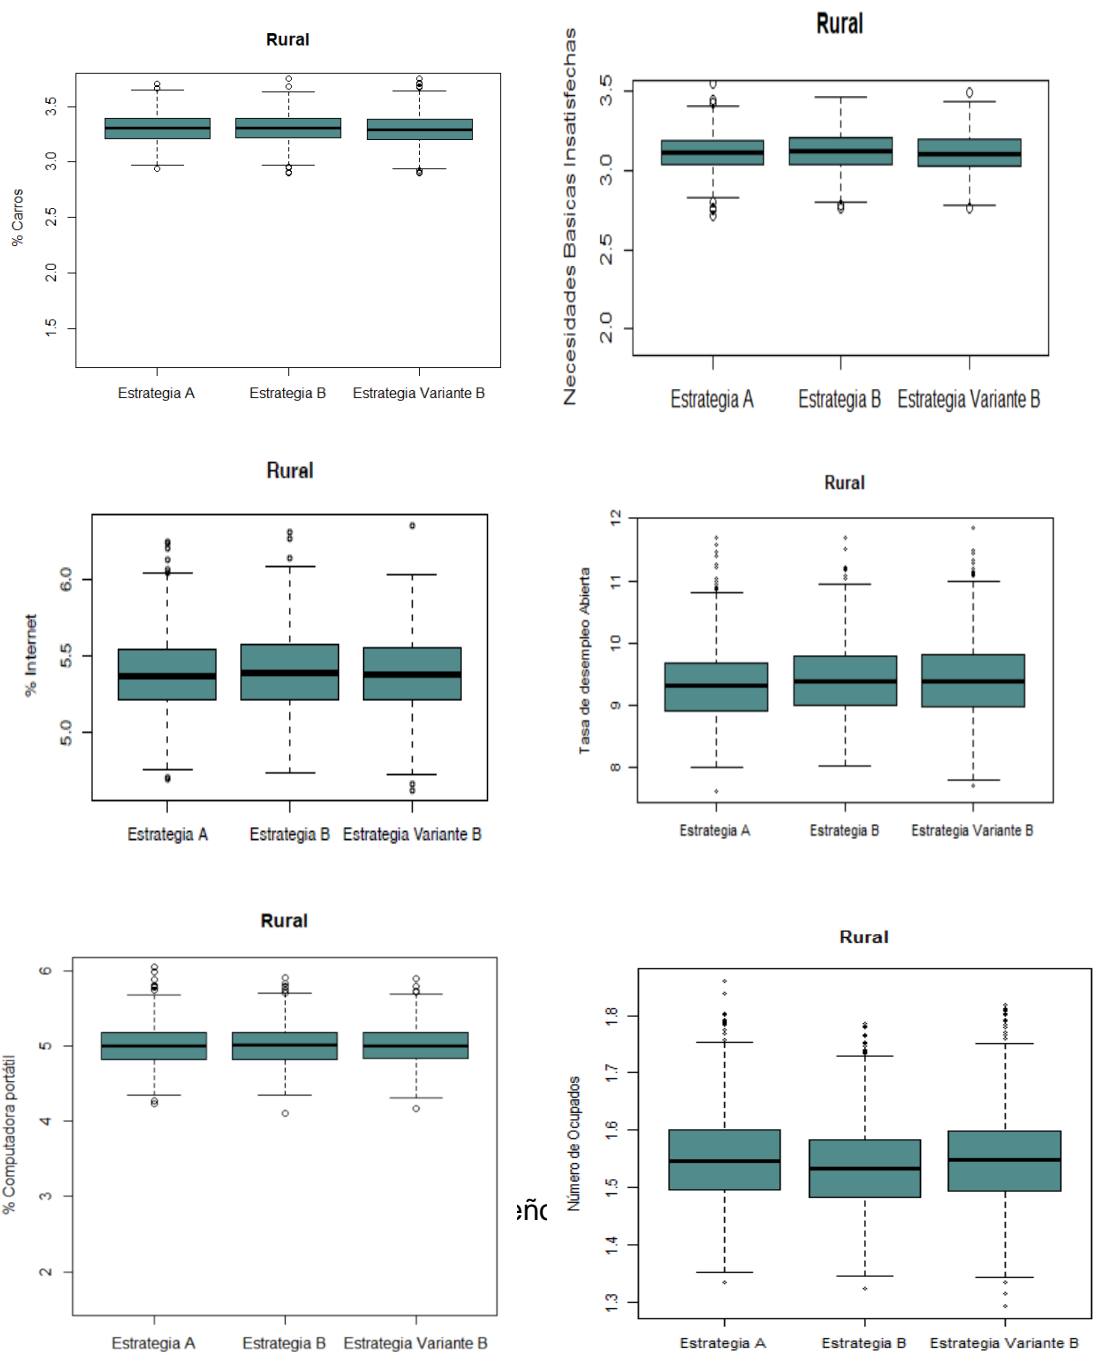 Rural
% Carros
3.5
3.0
2.5
2.0
1.5
Estrategia A
Estrategia B
Estrategia Variante B
Rural
Necesidades Basicas Insatisfechas
3.5
3.0
2.5
2.0
Estrategia A
Estrategia B
Estrategia Variante B
Rural
% Internet
6.0
5.5
5.0
Estrategia A
Estrategia B
Estrategia Variante B
Rural
Tasa de desempleo Abierta
12
11
10
9
8
Estrategia A
Estrategia B
Estrategia Variante B
Rural
% Computadora portátil
6
5
4
3
2
Estrategia A
Estrategia B
Estrategia Variante B
Rural
Número de Ocupados
1.8
1.7
1.6
1.5
1.4
1.3
Estrategia A
Estrategia B
Estrategia Variante B